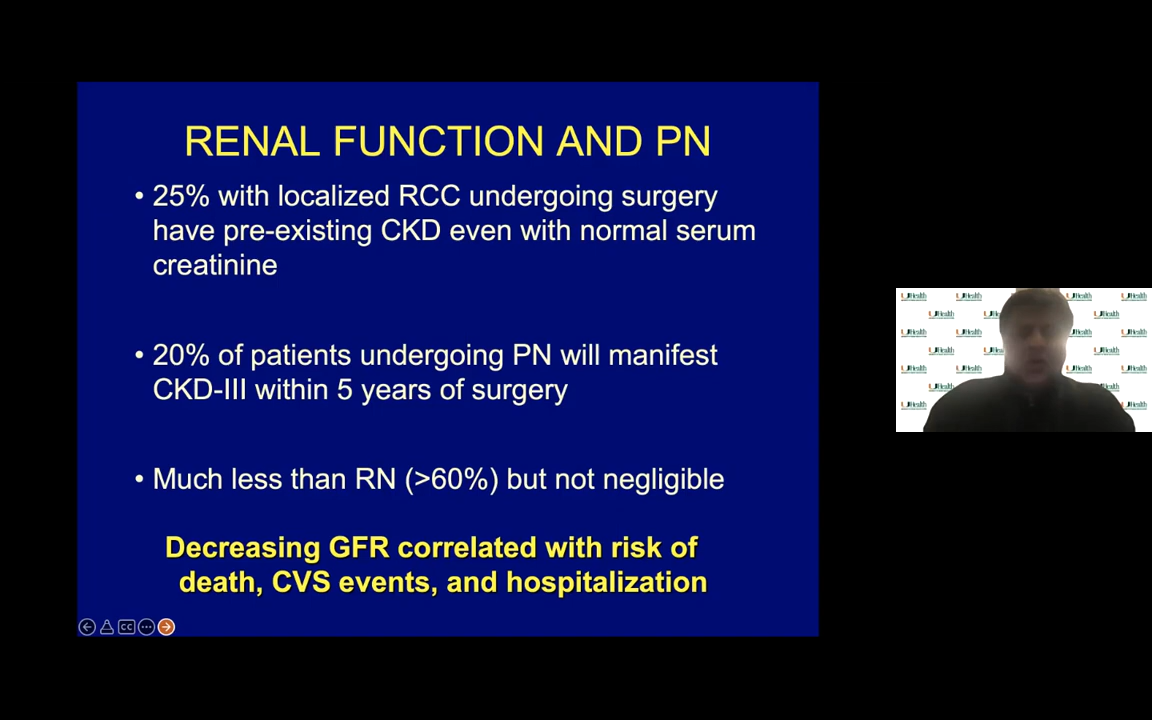 RENAL FUNCTION AND PN
• 25% with localized RCC undergoing surgery
have pre-existing CKD even with normal serum
creatinine
• 20% of patients undergoing PN will manifest
CKD-III within 5 years of surgery
• Much less than RN (>60%) but not negligible
Decreasing GFR correlated with risk of
death, CVS events, and hospitalization
CC
UHealth